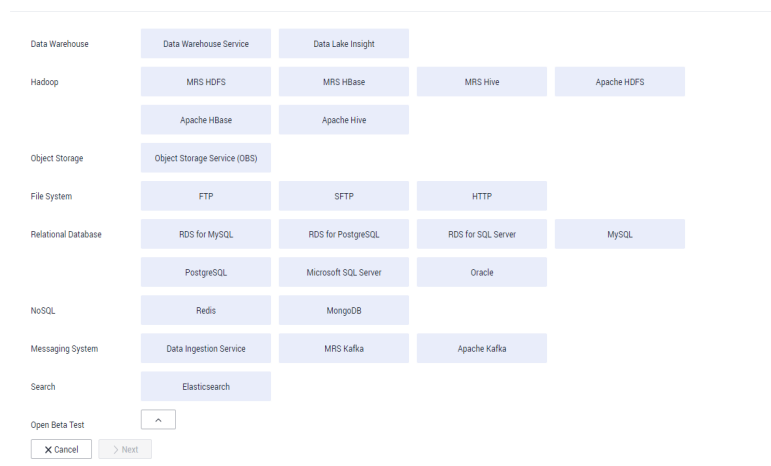 Data Warehouse Data Warehouse Service Data Lake Insight
Hadoop MRS HDFS MRS HBase MRS Hive Apache HDFS
Apache HBase Apache Hive
Object Storage Object Storage Service (OBS)
File System FTP SFTP HTTP
Relational Database RDS for MySQL RDS for PostgreSQL RDS for SQL Server MySQL
PostgreSQL Microsoft SQL Server Oracle
NoSQL Redis MongoDB
Messaging System Data Ingestion Service MRS Kafka Apache Kafka
Search Elasticsearch
Open Beta Test
Cancel Next